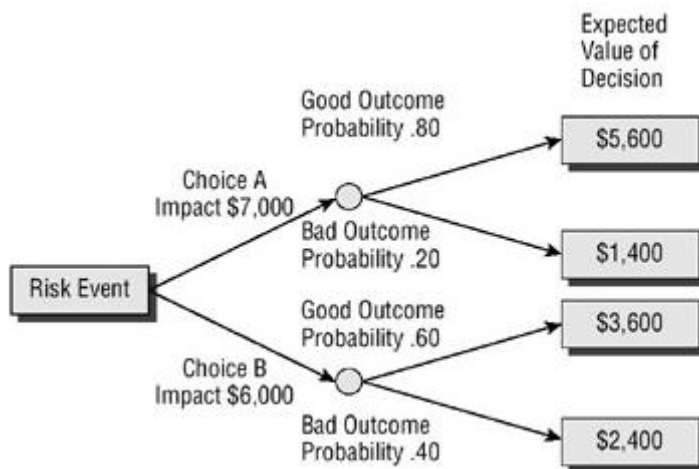 Expected
Value of
Decision
Good Outcome
Probability .80
$5,600
Choice A
Impact $7,000
Bad Outcome
Probability .20
$1,400
Risk Event
Good Outcome
Probability .60
$3,600
Choice B
Impact $6,000
Bad Outcome
Probability .40
$2,400